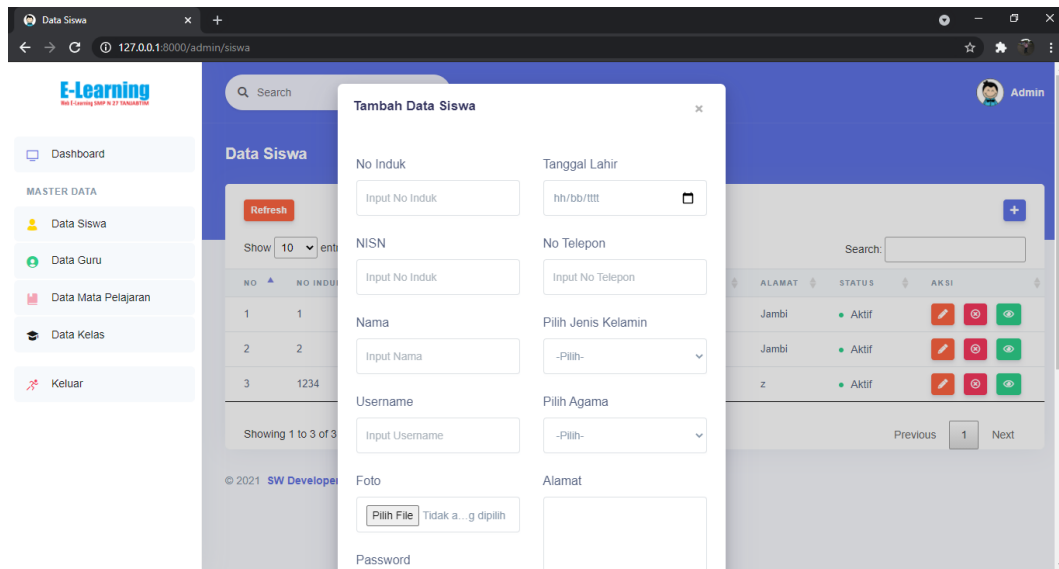 Data Siswa
127.0.0.1:8000/admin/siswa
E-Learning
Web E-Learning SMP N 27 TANJABTIM
Search
Admin
Dashboard
MASTER DATA
Data Siswa
Data Guru
Data Mata Pelajaran
Data Kelas
Keluar
Data Siswa
Refresh
+
Show 10 entr
Search:
NO NO INDU ALAMAT STATUS AKSI
1 1 Jambi Aktif
2 2 Jambi Aktif
3 1234 z Aktif
Showing 1 to 3 of 3
Previous 1 Next
© 2021 SW Developer
Tambah Data Siswa ×
No Induk
Input No Induk
NISN
Input No Induk
Nama
Input Nama
Username
Input Username
Foto
Pilih File Tidak a...g dipilih
Password
Tanggal Lahir
hh/bb/tttt
No Telepon
Input No Telepon
Pilih Jenis Kelamin
-Pilih-
Pilih Agama
-Pilih-
Alamat